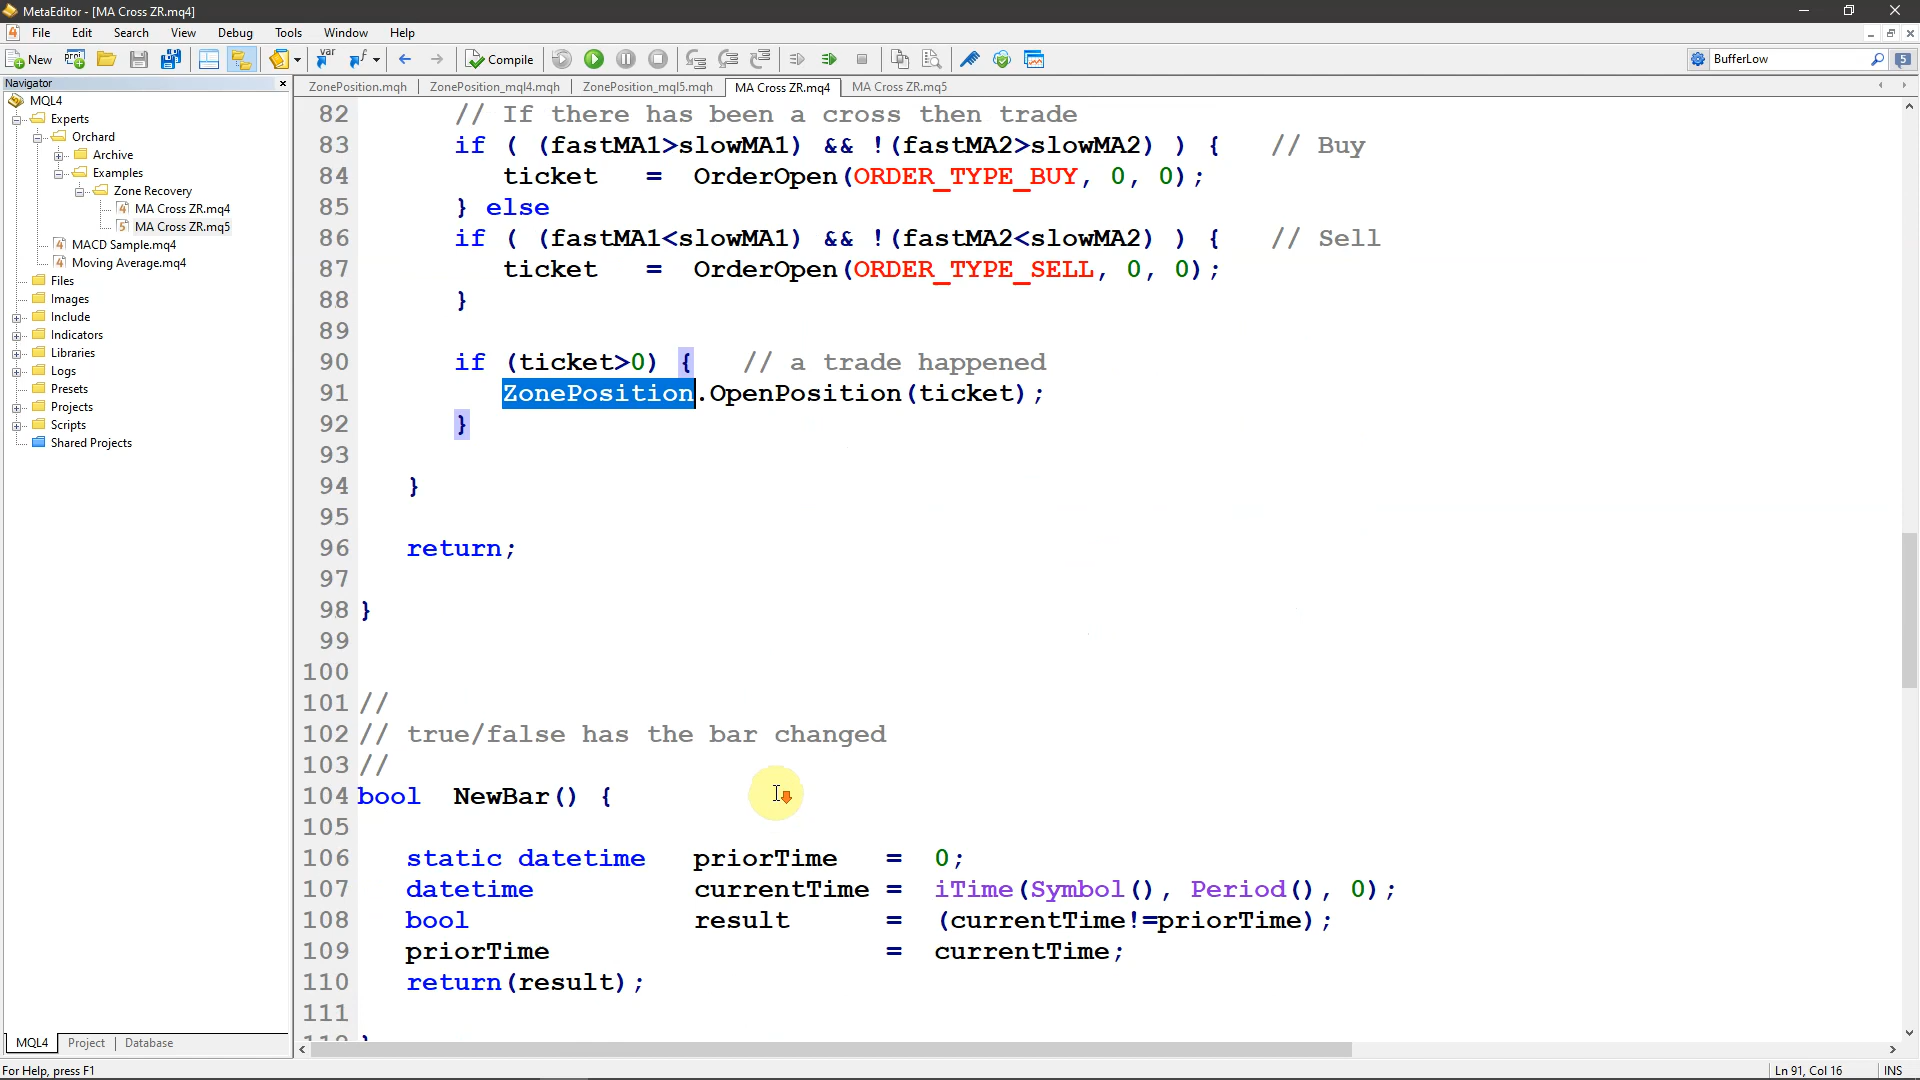 MetaEditor - [MA Cross ZR.mq4]
File Edit Search View Debug Tools Window Help
New Compile BufferLow 5
Navigator
MQL4
Experts
Orchard
Archive
Examples
Zone Recovery
MA Cross ZR.mq4
MA Cross ZR.mq5
MACD Sample.mq4
Moving Average.mq4
Files
Images
Include
Indicators
Libraries
Logs
Presets
Projects
Scripts
Shared Projects
MQL4 Project Database
ZonePosition.mqh ZonePosition_mql4.mqh ZonePosition_mql5.mqh MA Cross ZR.mq4 MA Cross ZR.mq5
82 // If there has been a cross then trade
83 if ( (fastMA1>slowMA1) && !(fastMA2>slowMA2) ) { // Buy
84 ticket = OrderOpen(ORDER_TYPE_BUY, 0, 0);
85 } else
86 if ( (fastMA1<slowMA1) && !(fastMA2<slowMA2) ) { // Sell
87 ticket = OrderOpen(ORDER_TYPE_SELL, 0, 0);
88 }
89
90 if (ticket>0) { // a trade happened
91 ZonePosition.OpenPosition(ticket);
92 }
93
94 }
95
96 return;
97
98 }
99
100
101 //
102 // true/false has the bar changed
103 //
104 bool NewBar() {
105
106 static datetime priorTime = 0;
107 datetime currentTime = iTime(Symbol(), Period(), 0);
108 bool result = (currentTime!=priorTime);
109 priorTime = currentTime;
110 return(result);
111
For Help, press F1 Ln 91, Col 16 INS